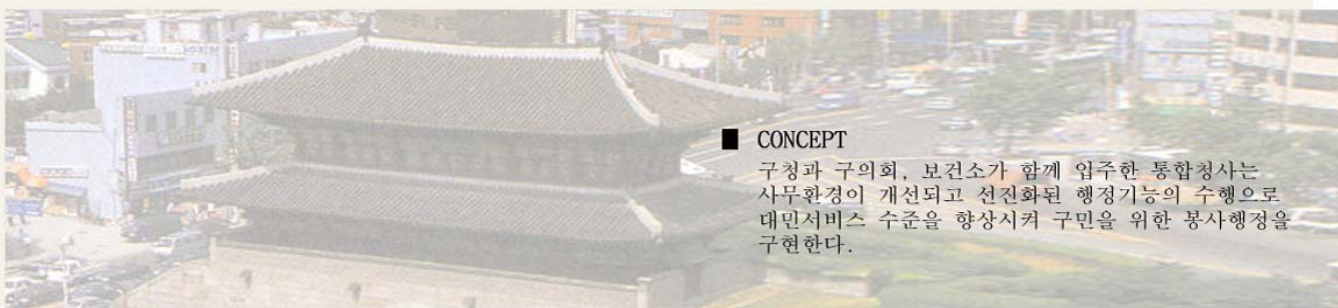 ■ CONCEPT
구청과 구의회, 보건소가 함께 입주한 통합청사는
사무환경이 개선되고 선진화된 행정기능의 수행으로
대민서비스 수준을 향상시켜 구민을 위한 봉사행정을
구현한다.